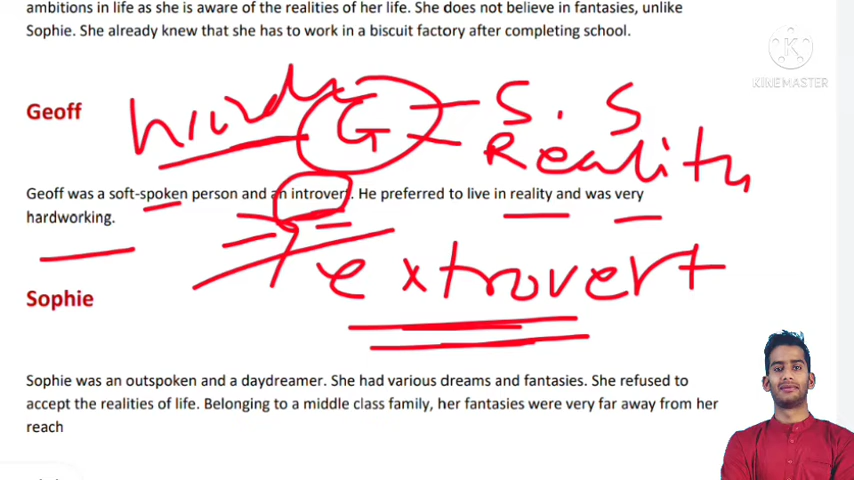 ambitions in life as she is aware of the realities of her life. She does not believe in fantasies, unlike
Sophie. She already knew that she has to work in a biscuit factory after completing school.
K
KINEMASTER
Geoff
G
S. S
Reality
Geoff was a soft-spoken person and an introvert. He preferred to live in reality and was very
hardworking.
extrovert
Sophie
Sophie was an outspoken and a daydreamer. She had various dreams and fantasies. She refused to
accept the realities of life. Belonging to a middle class family, her fantasies were very far away from her
reach